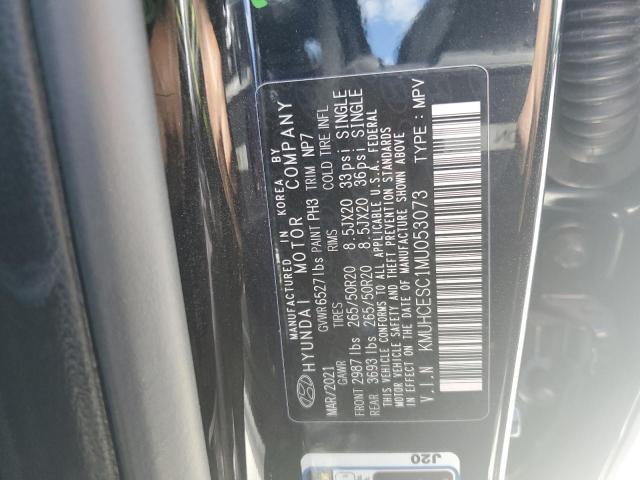 MANUFACTURED IN KOREA BY
HYUNDAI MOTOR COMPANY
MAR/2021 GVWR 6527 lbs PAINT PH3 TRIM NP7
GAWR TIRES RIMS COLD TIRE INFL
FRONT 2987 lbs 265/50R20 8.5JX20 33psi SINGLE
REAR 3693 lbs 265/50R20 8.5JX20 36psi SINGLE
THIS VEHICLE CONFORMS TO ALL APPLICABLE U.S.A. FEDERAL
MOTOR VEHICLE SAFETY AND THEFT PREVENTION STANDARDS
IN EFFECT ON THE DATE OF MANUFACTURE SHOWN ABOVE
V.I.N KMUHCESC1MU053073 TYPE : MPV
J20